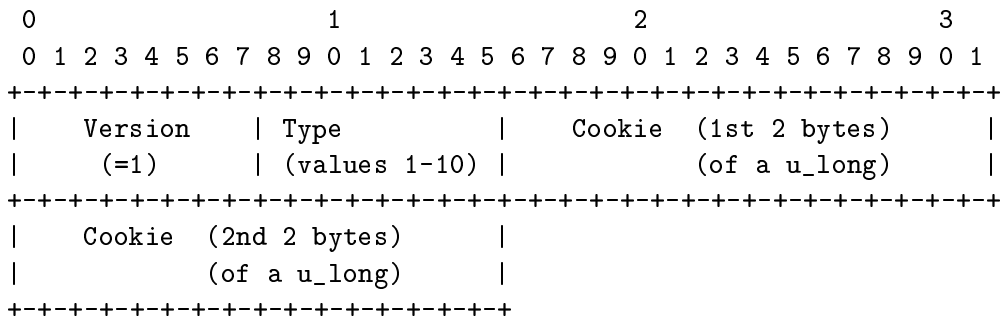 0                   1                   2                   3
 0 1 2 3 4 5 6 7 8 9 0 1 2 3 4 5 6 7 8 9 0 1 2 3 4 5 6 7 8 9 0 1
+-+-+-+-+-+-+-+-+-+-+-+-+-+-+-+-+-+-+-+-+-+-+-+-+-+-+-+-+-+-+-+-+
|    Version    | Type          |    Cookie  (1st 2 bytes)      |
|     (=1)      | (values 1-10) |            (of a u_long)      |
+-+-+-+-+-+-+-+-+-+-+-+-+-+-+-+-+-+-+-+-+-+-+-+-+-+-+-+-+-+-+-+-+
|    Cookie  (2nd 2 bytes)      |
|            (of a u_long)      |
+-+-+-+-+-+-+-+-+-+-+-+-+-+-+-+-+